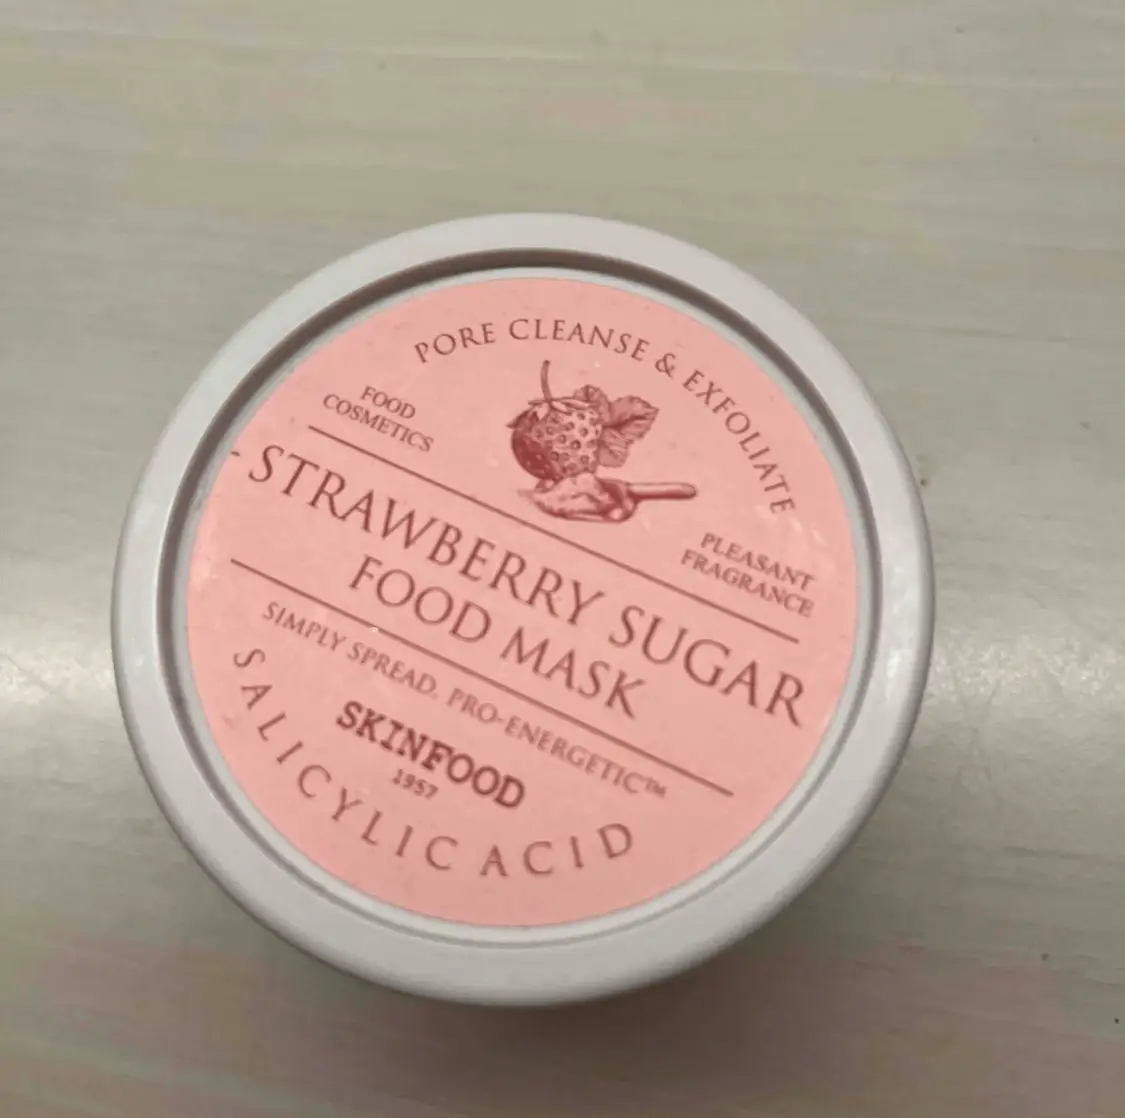 PORE CLEANSE & EXFOLIATE
FOOD
COSMETICS
PLEASANT
FRAGRANCE
STRAWBERRY SUGAR
FOOD MASK
SIMPLY SPREAD, PRO-ENERGETIC™
SKINFOOD
1957
SALICYLIC ACID